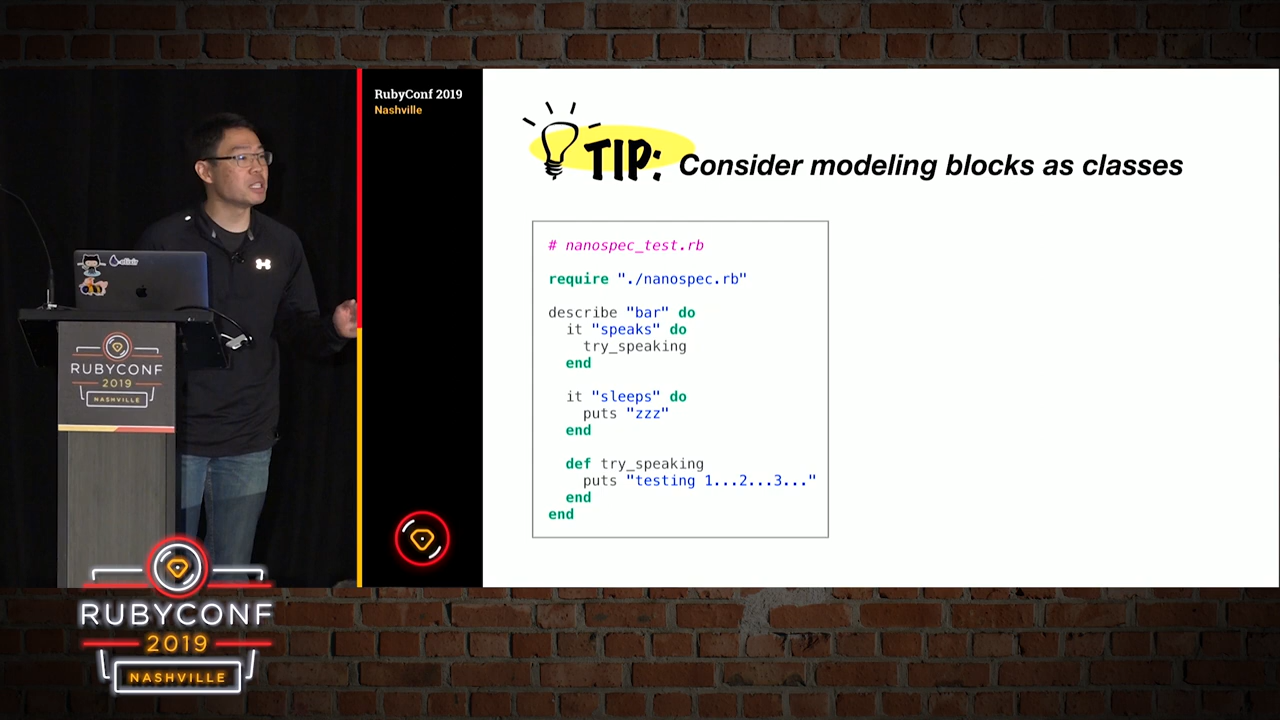 RubyConf 2019
Nashville
TIP: Consider modeling blocks as classes
# nanospec_test.rb
require "./nanospec.rb"
describe "bar" do
it "speaks" do
try_speaking
end
it "sleeps" do
puts "zzz"
end
def try_speaking
puts "testing 1...2...3..."
end
end
elixir
RUBYCONF
2019
NASHVILLE
RUBYCONF
2019
NASHVILLE